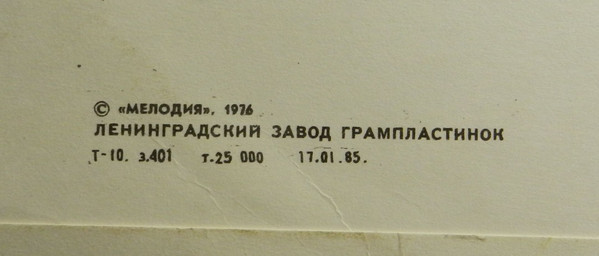 © «МЕЛОДИЯ», 1976
ЛЕНИНГРАДСКИЙ ЗАВОД ГРАМПЛАСТИНОК
Т-10. з.401 т-25 000 17.01.85.